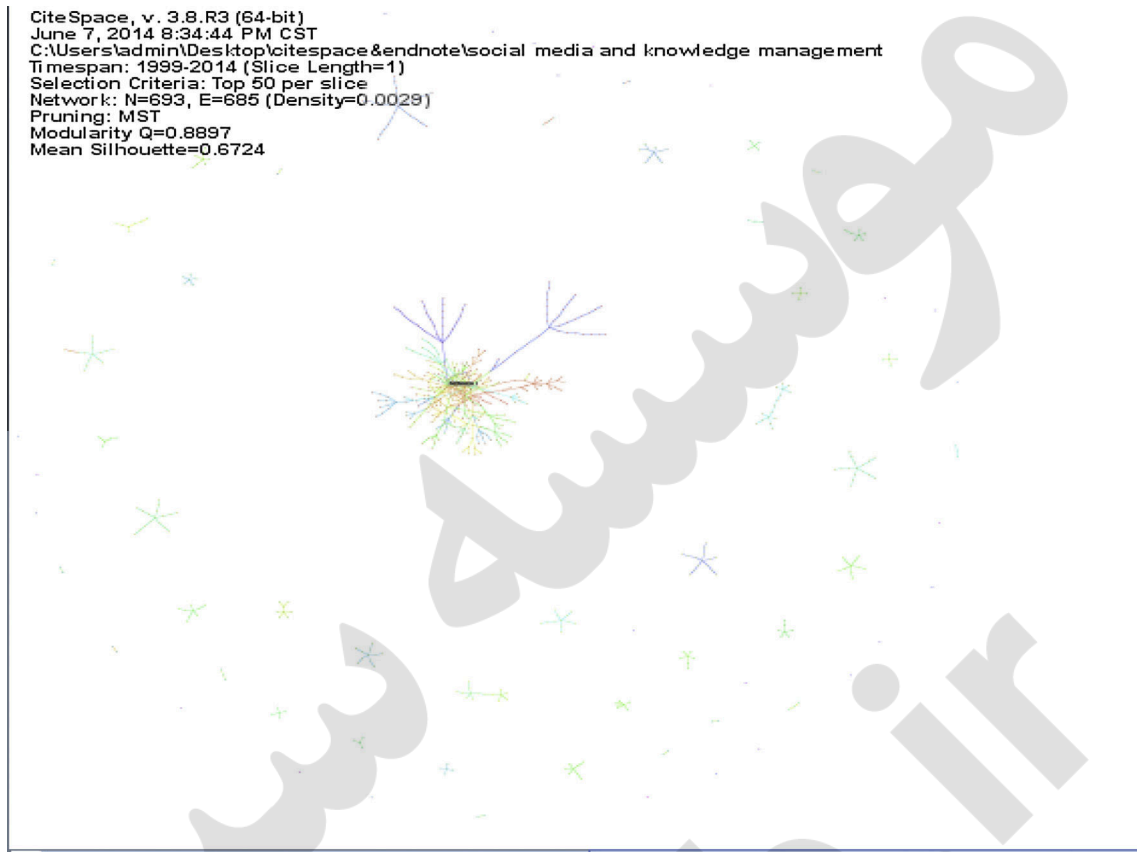 CiteSpace, v. 3.8.R3 (64-bit)
June 7, 2014 8:34:44 PM CST
C:\Users\admin\Desktop\citespace&endnote\social media and knowledge management
Timespan: 1999-2014 (Slice Length=1)
Selection Criteria: Top 50 per slice
Network: N=693, E=685 (Density=0.0029)
Pruning: MST
Modularity Q=0.8897
Mean Silhouette=0.6724
موسسه
ir